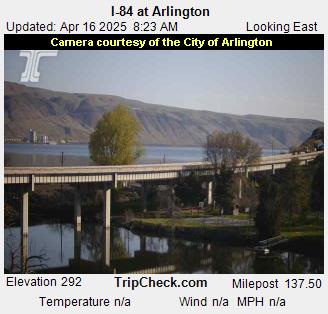 I-84 at Arlington
Updated: Apr 16 2025 8:23 AM Looking East
Camera courtesy of the City of Arlington
Elevation 292 TripCheck.com Milepost 137.50
Temperature n/a Wind n/a MPH n/a